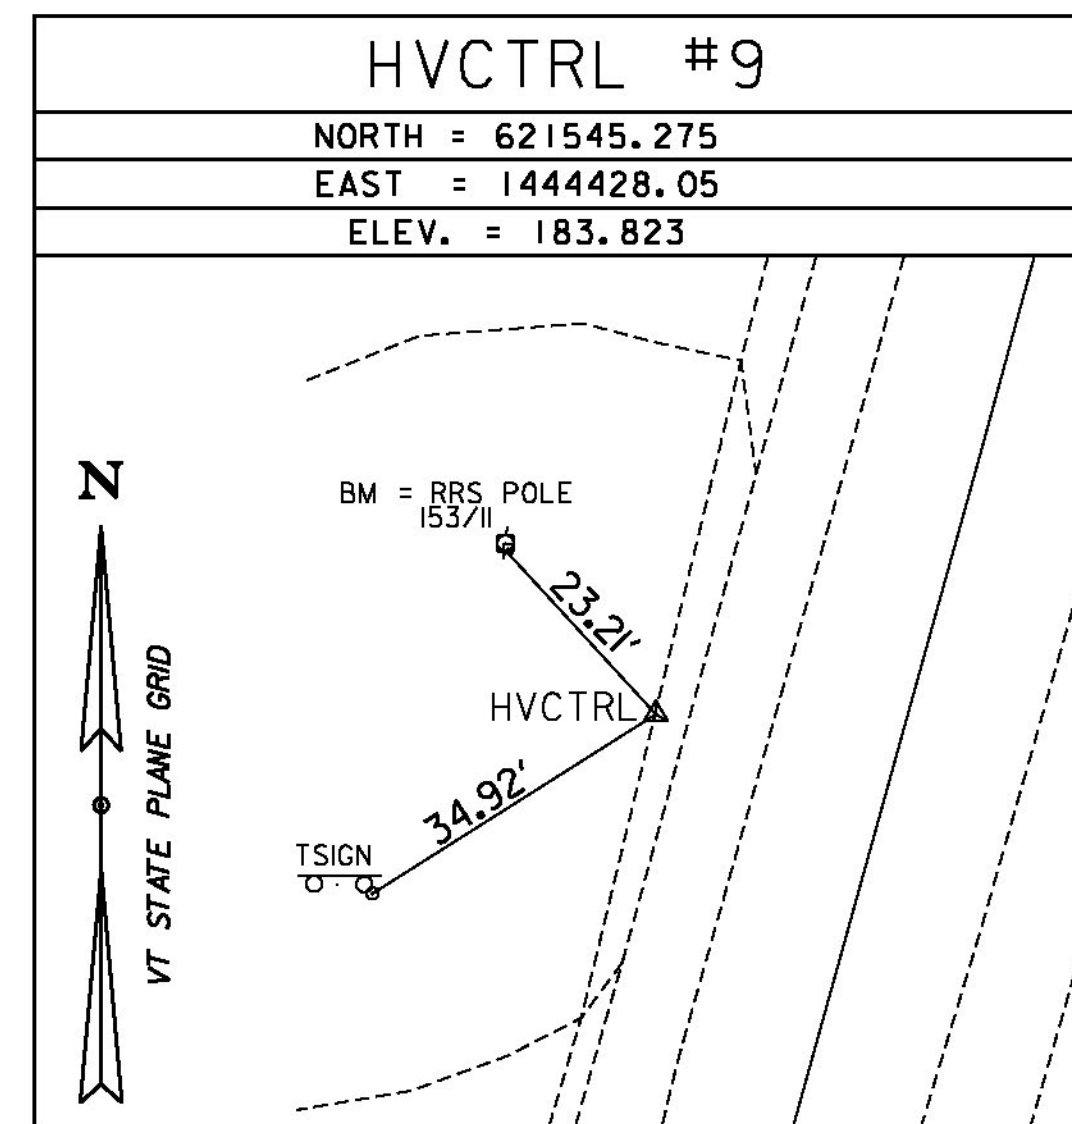 HVCTRL #9
NORTH = 621545.275
EAST = 1444428.05
ELEV. = 183.823
N
BM = RRS POLE
153/11
23.21'
HVCTRL
VT STATE PLANE GRID
34.92'
TSIGN